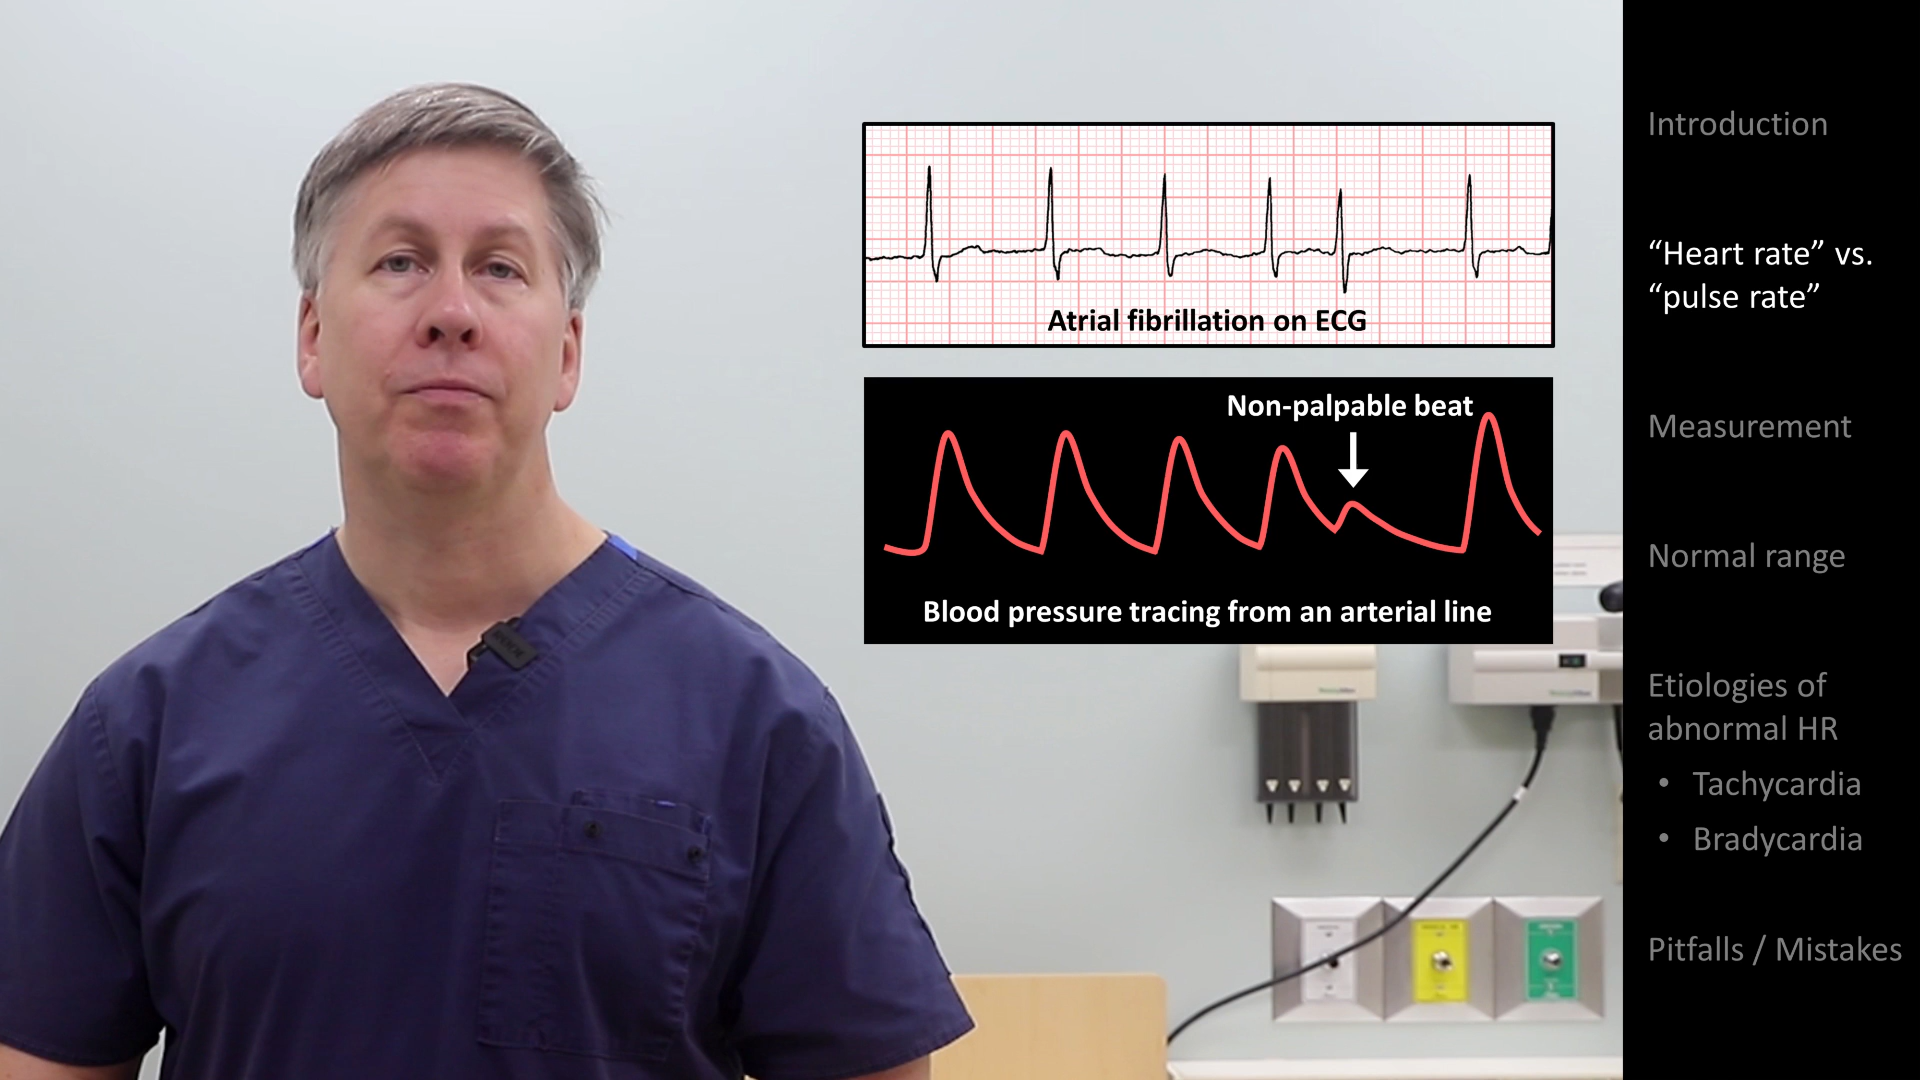 Atrial fibrillation on ECG
Non-palpable beat
Blood pressure tracing from an arterial line
Introduction
“Heart rate” vs.
“pulse rate”
Measurement
Normal range
Etiologies of
abnormal HR
• Tachycardia
• Bradycardia
Pitfalls / Mistakes